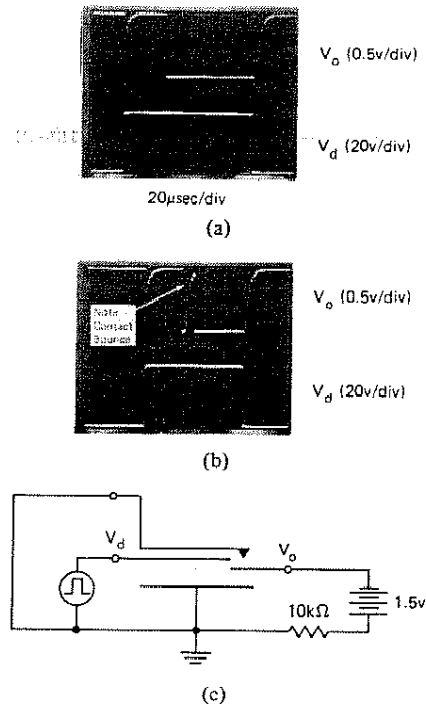 V_o (0.5v/div)
V_d (20v/div)
20μsec/div
(a)
Note
Contact
Bounce
V_o (0.5v/div)
V_d (20v/div)
(b)
V_d
V_o
10kΩ
1.5v
(c)